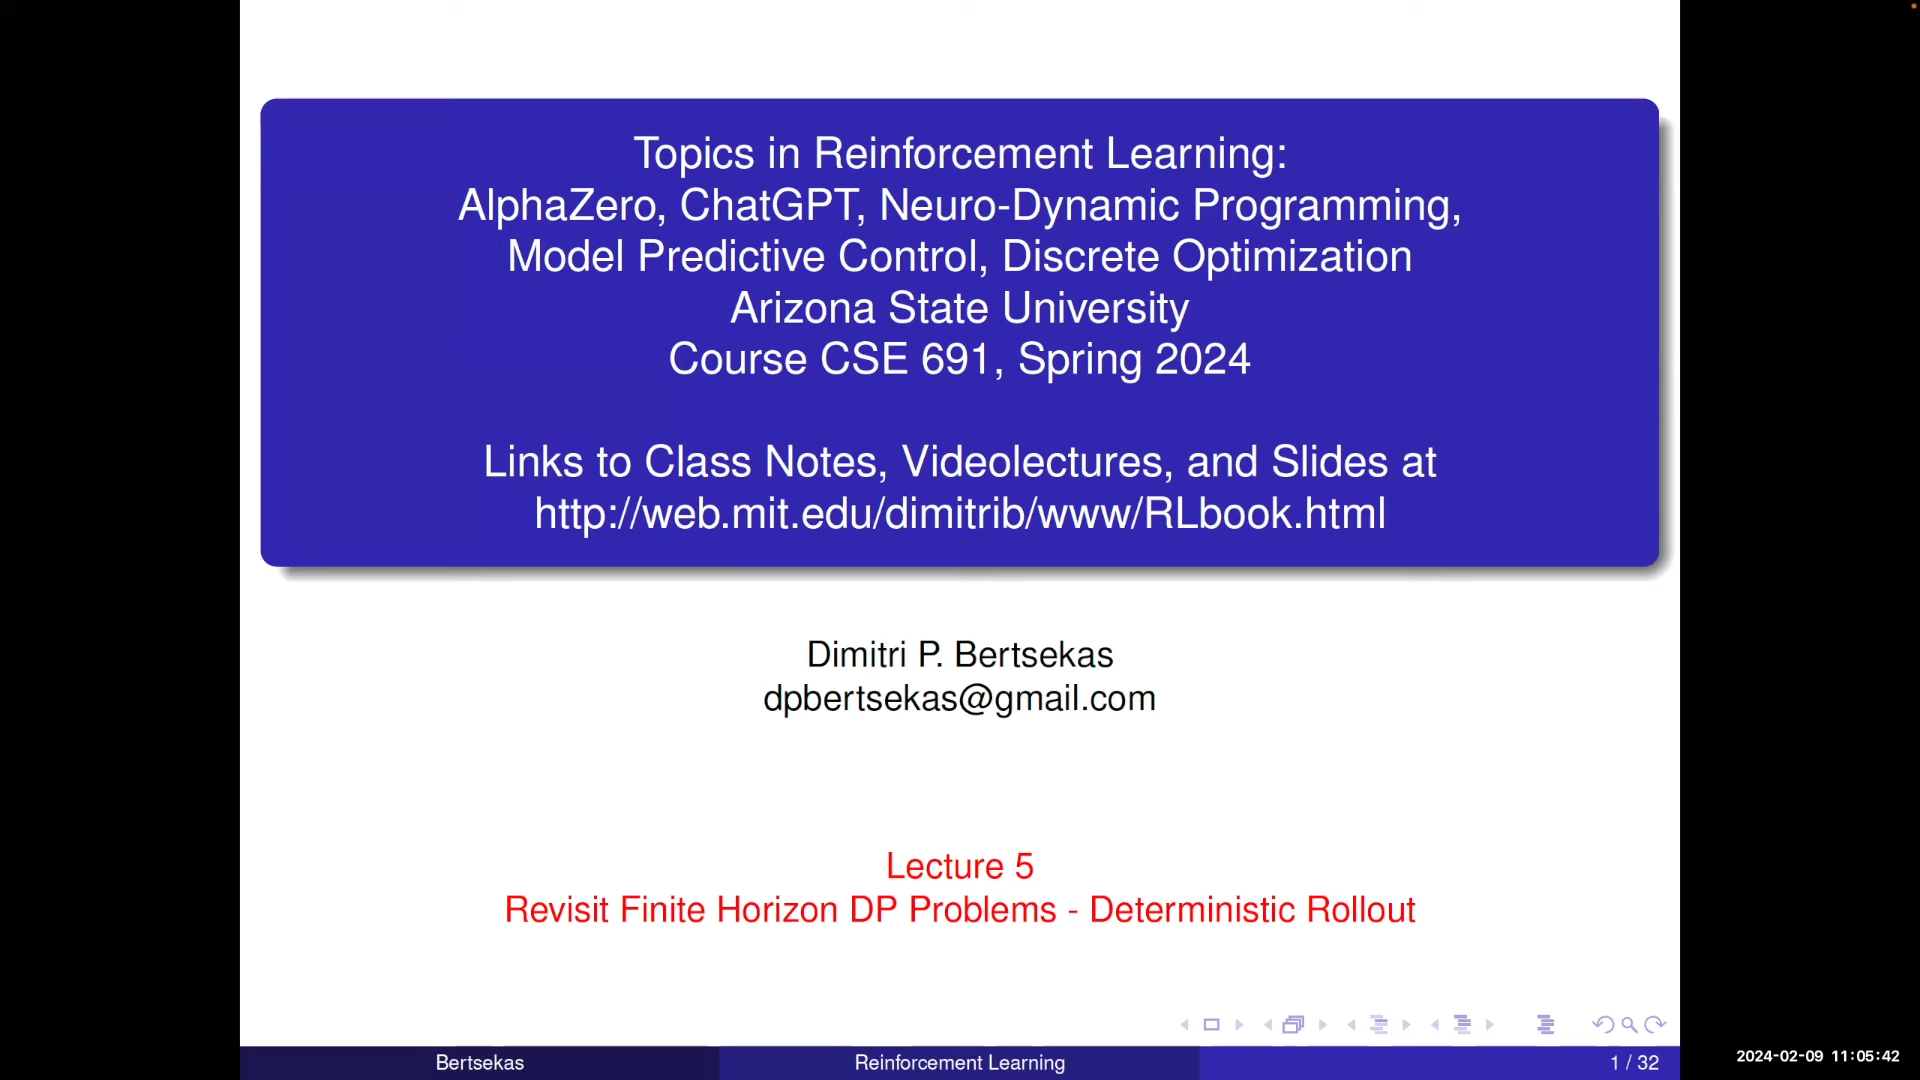 Topics in Reinforcement Learning:
AlphaZero, ChatGPT, Neuro-Dynamic Programming,
Model Predictive Control, Discrete Optimization
Arizona State University
Course CSE 691, Spring 2024
Links to Class Notes, Videolectures, and Slides at
http://web.mit.edu/dimitrib/www/RLbook.html
Dimitri P. Bertsekas
dpbertsekas@gmail.com
Lecture 5
Revisit Finite Horizon DP Problems - Deterministic Rollout
Bertsekas
Reinforcement Learning
1 / 32
2024-02-09 11:05:42